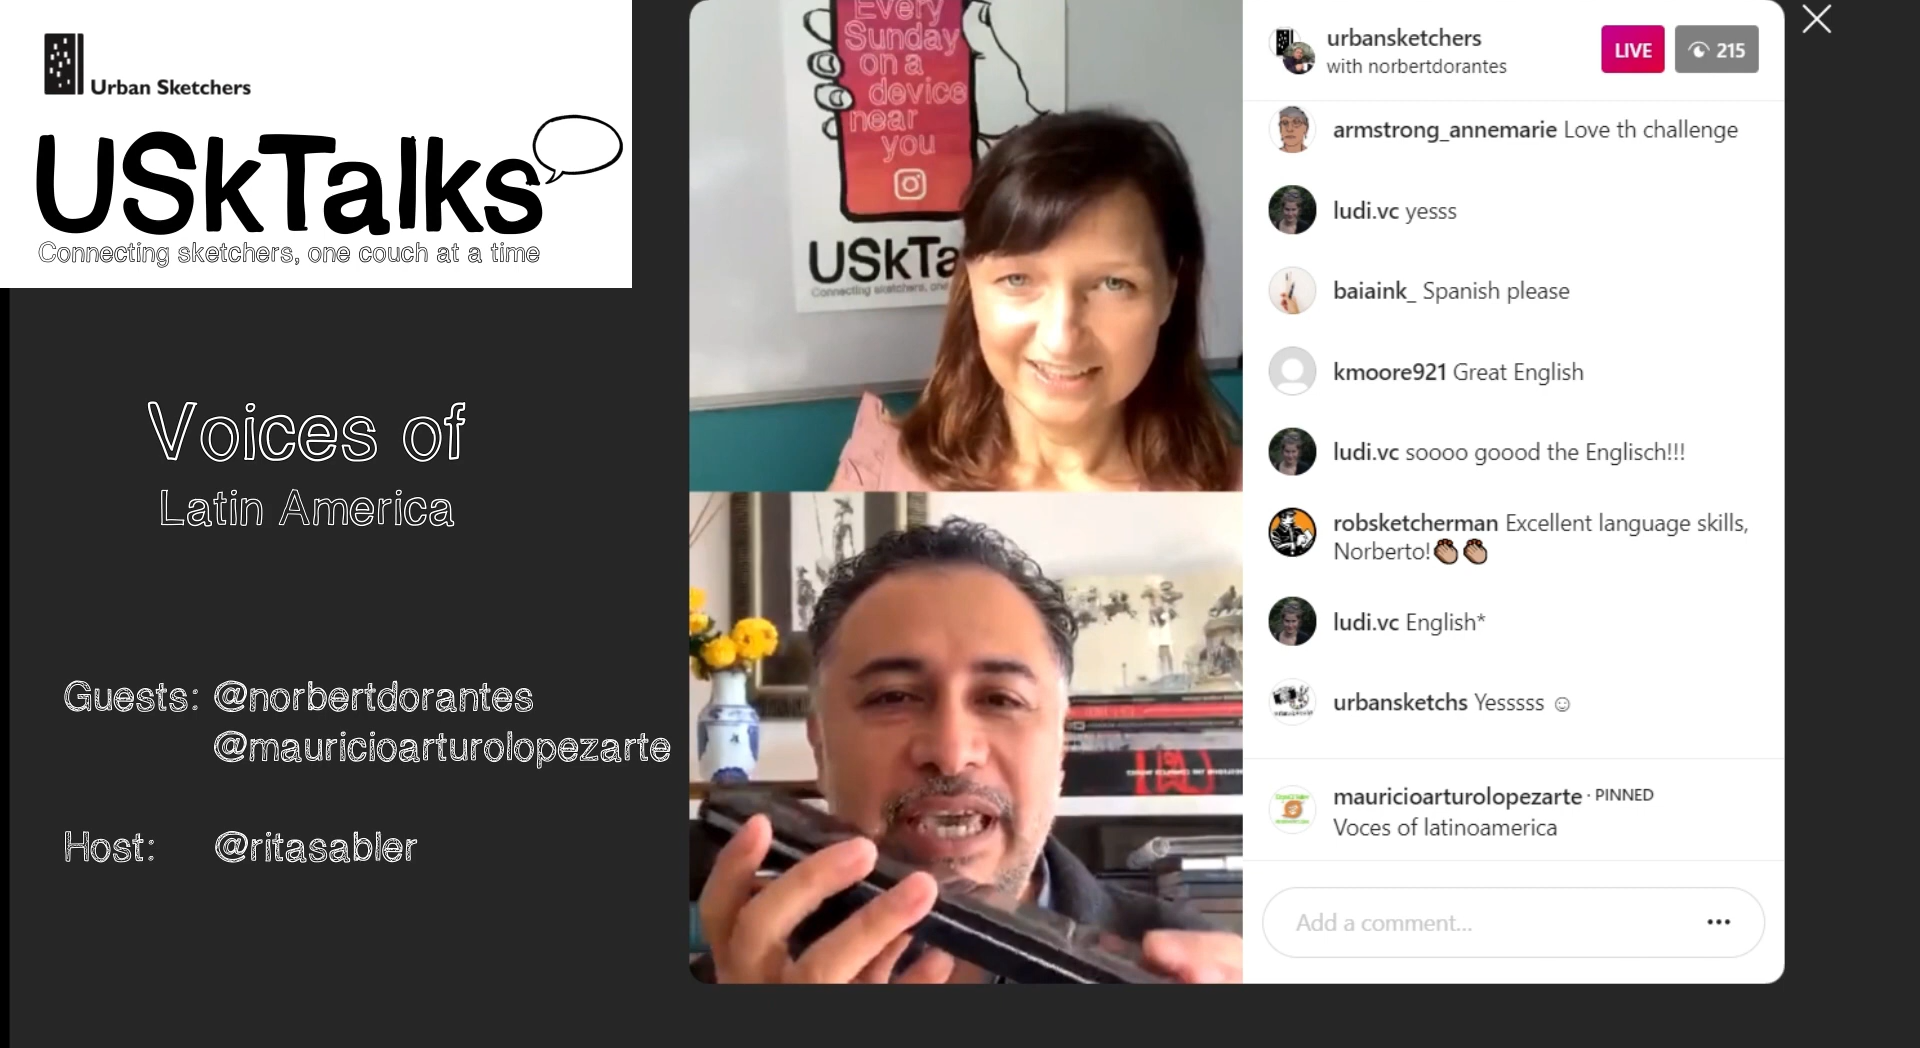 Urban Sketchers
USkTalks
Connecting sketchers, one couch at a time
Voices of
Latin America
Guests: @norbertdorantes
@mauricioarturolopezarte
Host: @ritasabler
Every
Sunday
on a
device
near
you
USkTa
Connecting sketchers, one
urbansketchers
with norbertdorantes
LIVE
215
armstrong_annemarie Love th challenge
ludi.vc yesss
baiaink_ Spanish please
kmoore921 Great English
ludi.vc soooo goood the Englisch!!!
robsketcherman Excellent language skills,
Norberto!👏🏼👏🏼
ludi.vc English*
urbansketchs Yesssss ☺
mauricioarturolopezarte · PINNED
Voces of latinoamerica
Add a comment...